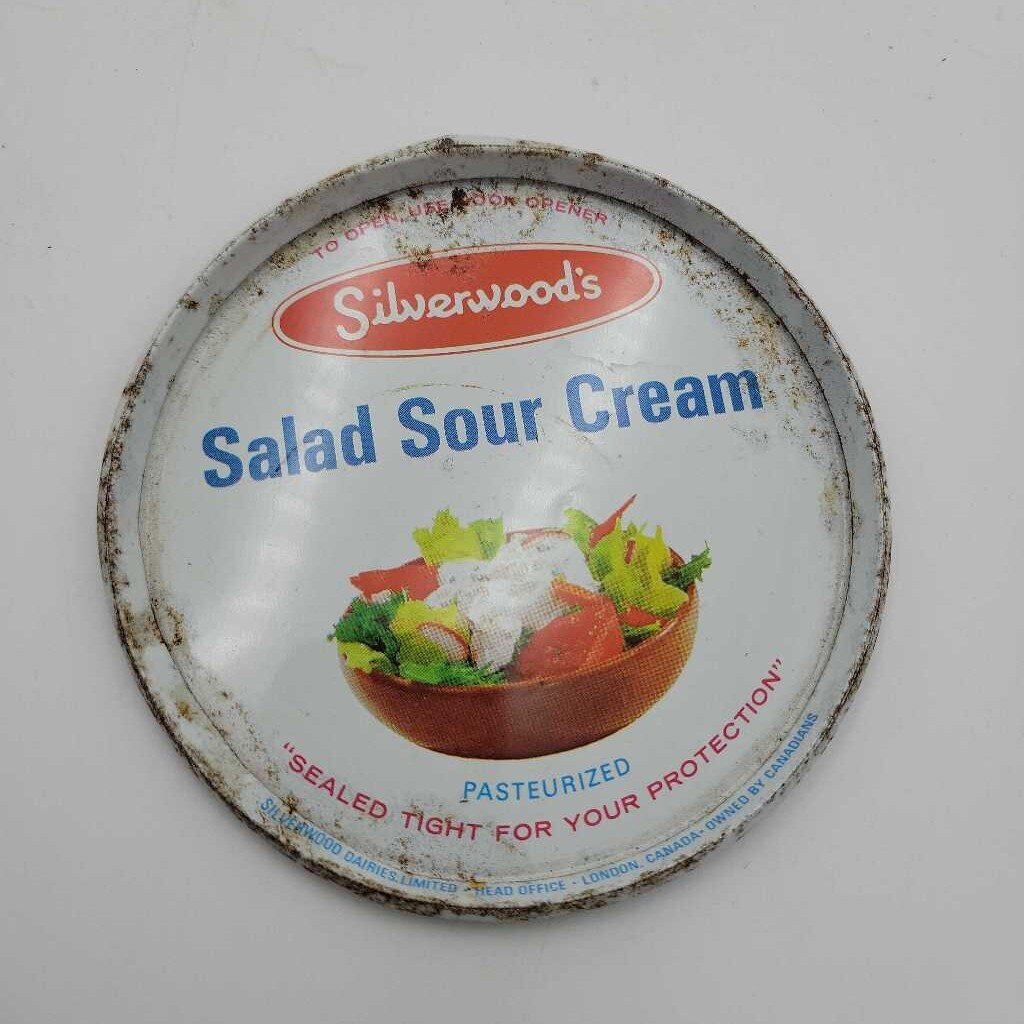 TO OPEN, USE HOOK OPENER
Silverwood's
Salad Sour Cream
PASTEURIZED
"SEALED TIGHT FOR YOUR PROTECTION"
SILVERWOOD DAIRIES, LIMITED - HEAD OFFICE - LONDON, CANADA - OWNED BY CANADIANS